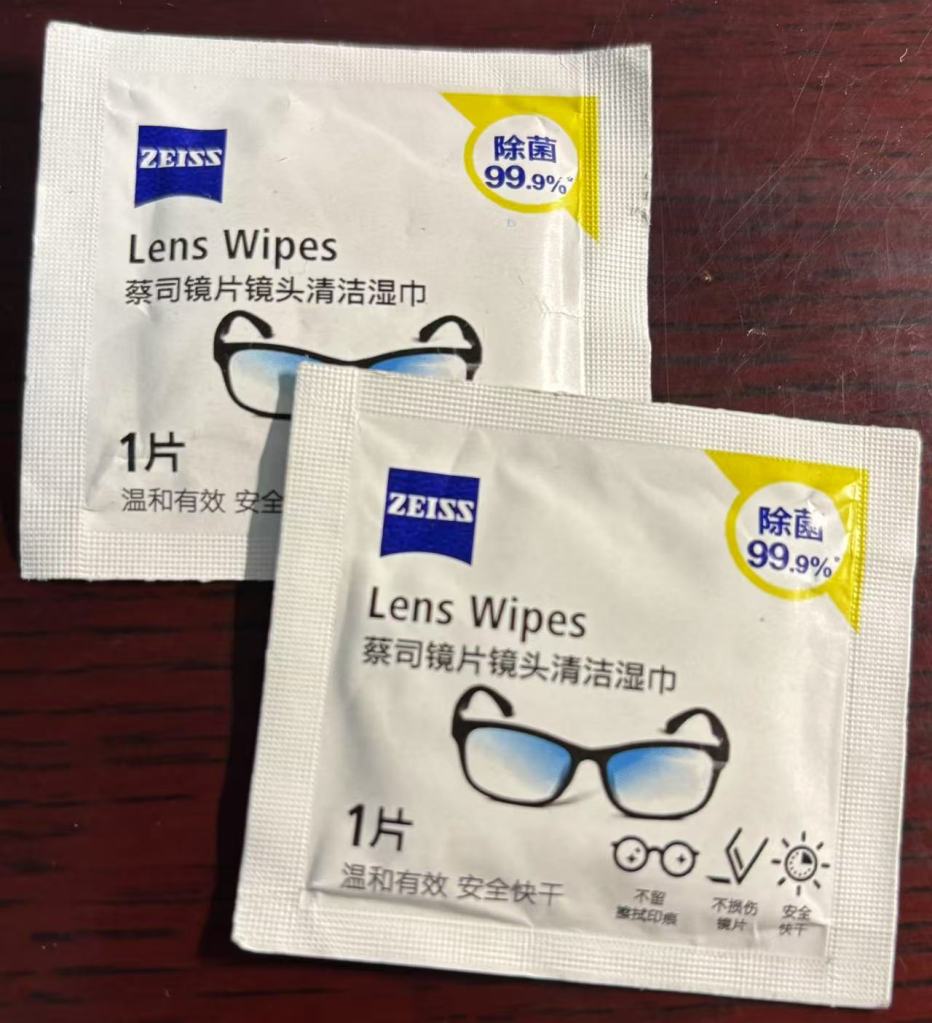 ZEISS
除菌
99.9%*
Lens Wipes
蔡司镜片镜头清洁湿巾
1片
温和有效 安全
ZEISS
除菌
99.9%*
Lens Wipes
蔡司镜片镜头清洁湿巾
1片
温和有效 安全快干
不留
擦拭印痕
不损伤
镜片
安全
快干